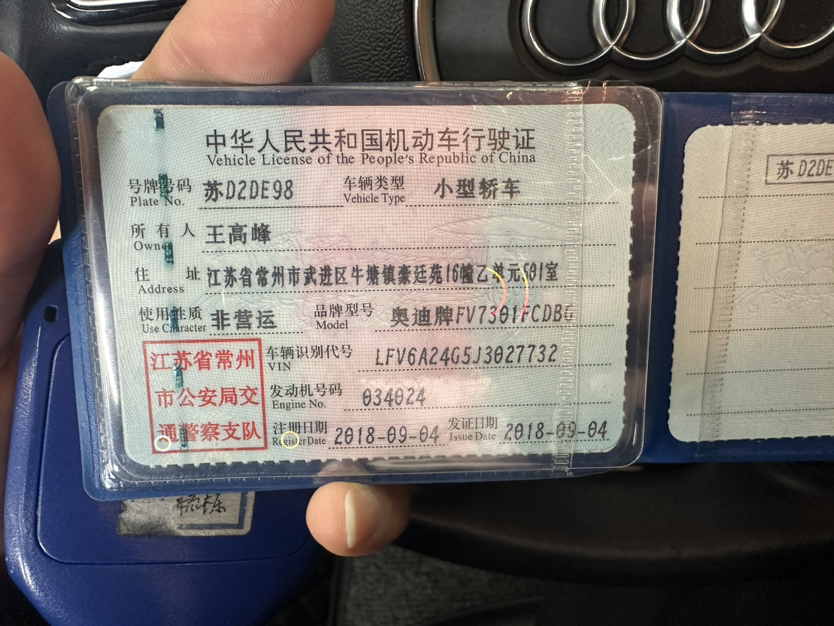 中华人民共和国机动车行驶证
Vehicle License of the People's Republic of China
号牌号码 苏D2DE98 车辆类型 小型轿车
Plate No. Vehicle Type
所有人 王高峰
Owner
住址 江苏省常州市武进区牛塘镇豪廷苑16幢乙单元501室
Address
使用性质 非营运 品牌型号 奥迪牌FV7301FCDBG
Use Character Model
江苏省常州
市公安局交
通警察支队
车辆识别代号 LFV6A24G5J3027732
VIN
发动机号码 034024
Engine No.
注册日期 2018-09-04 发证日期 2018-09-04
Register Date Issue Date
苏D2DE